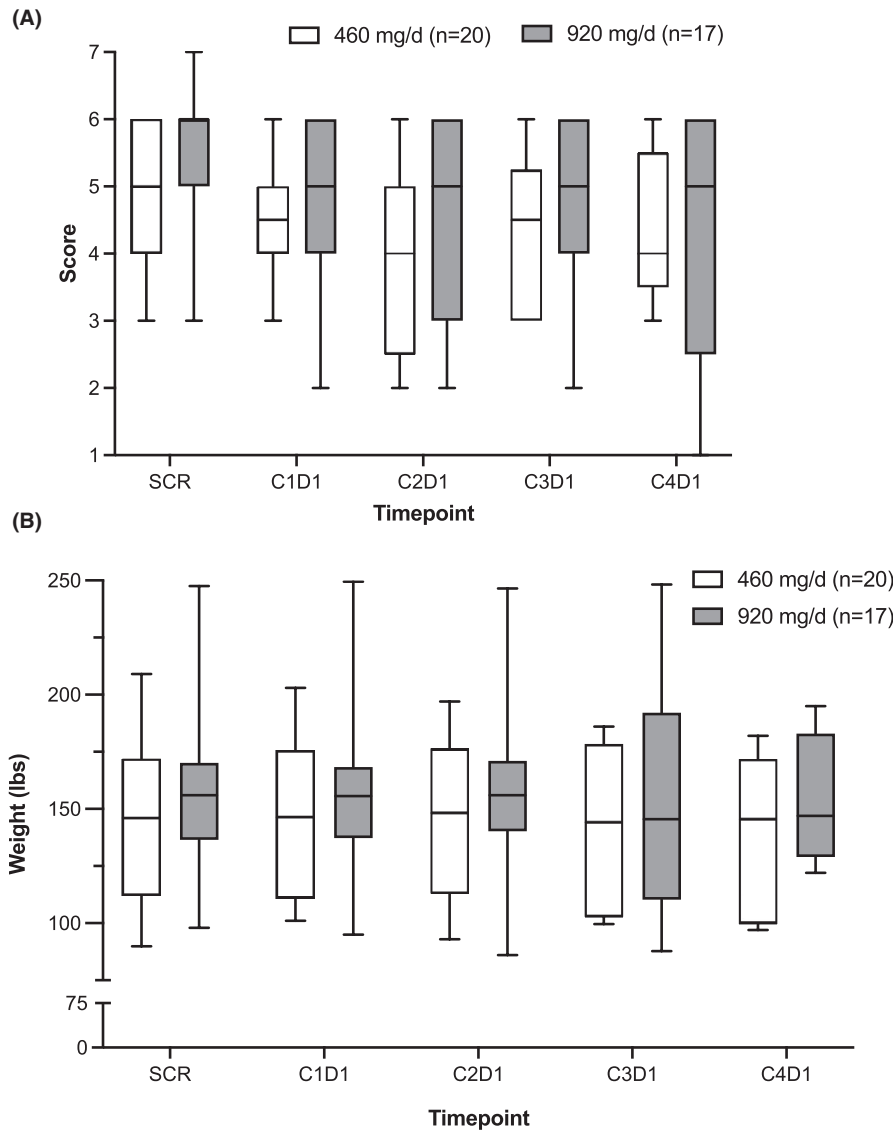 (A)
460 mg/d (n=20) 920 mg/d (n=17)
7
6
5
4
3
2
1
Score
SCR C1D1 C2D1 C3D1 C4D1
Timepoint
(B)
460 mg/d (n=20)
920 mg/d (n=17)
250
200
150
100
75
0
Weight (lbs)
SCR C1D1 C2D1 C3D1 C4D1
Timepoint